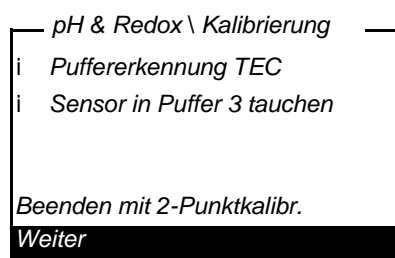 pH & Redox \ Kalibrierung
i Puffererkennung TEC
i Sensor in Puffer 3 tauchen
Beenden mit 2-Punktkalibr.
Weiter